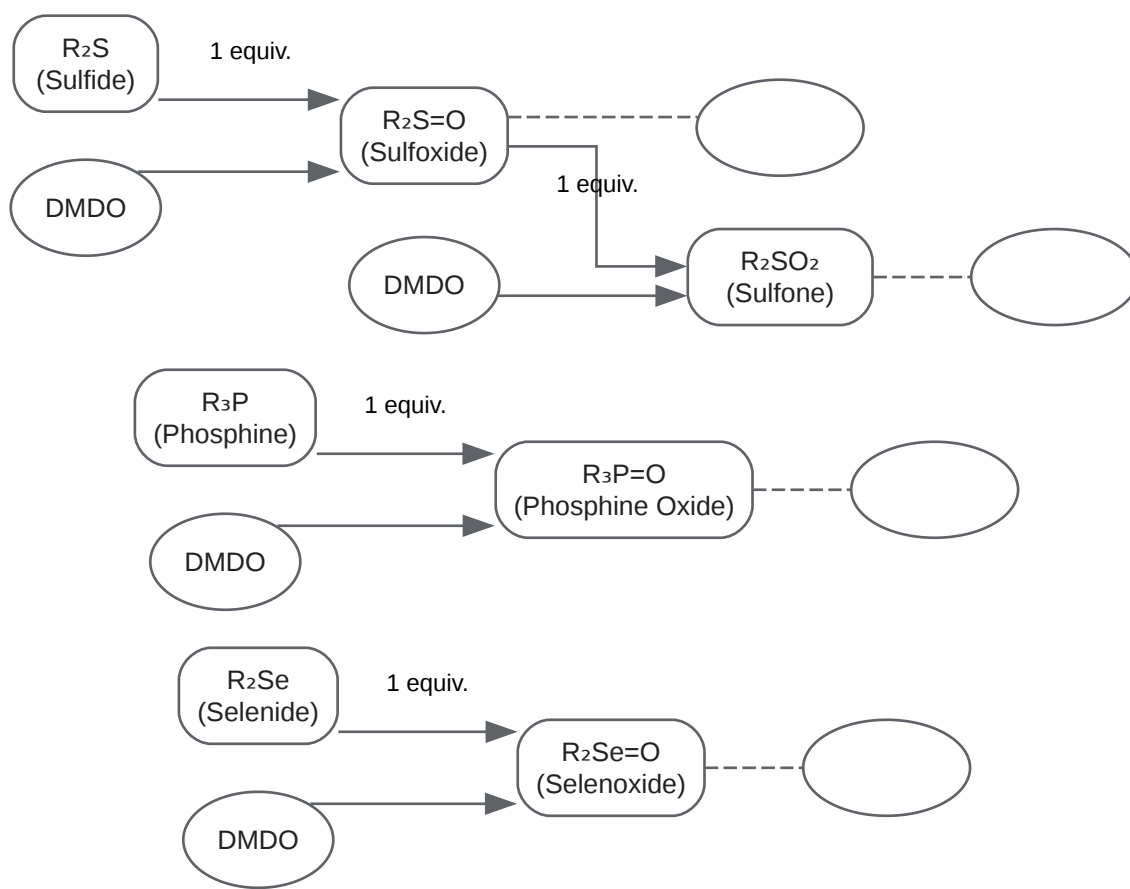 R₂S
(Sulfide)
1 equiv.
R₂S=O
(Sulfoxide)
DMDO
1 equiv.
DMDO
R₂SO₂
(Sulfone)
R₃P
(Phosphine)
1 equiv.
R₃P=O
(Phosphine Oxide)
DMDO
R₂Se
(Selenide)
1 equiv.
R₂Se=O
(Selenoxide)
DMDO